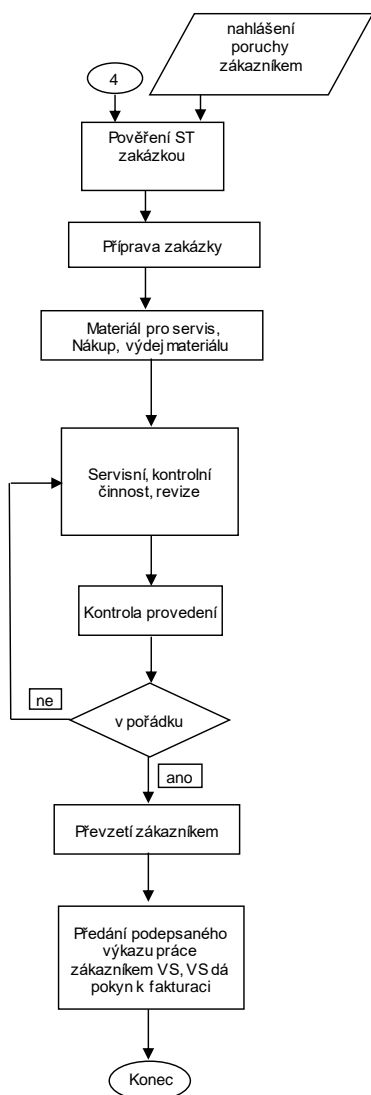 nahlášení
poruchy
zákazníkem
4
Pověření ST
zakázkou
Příprava zakázky
Materiál pro servis,
Nákup, výdej materiálu
Servisní, kontrolní
činnost, revize
Kontrola provedení
ne
v pořádku
ano
Převzetí zákazníkem
Předání podepsaného
výkazu práce
zákazníkem VS, VS dá
pokyn k fakturaci
Konec